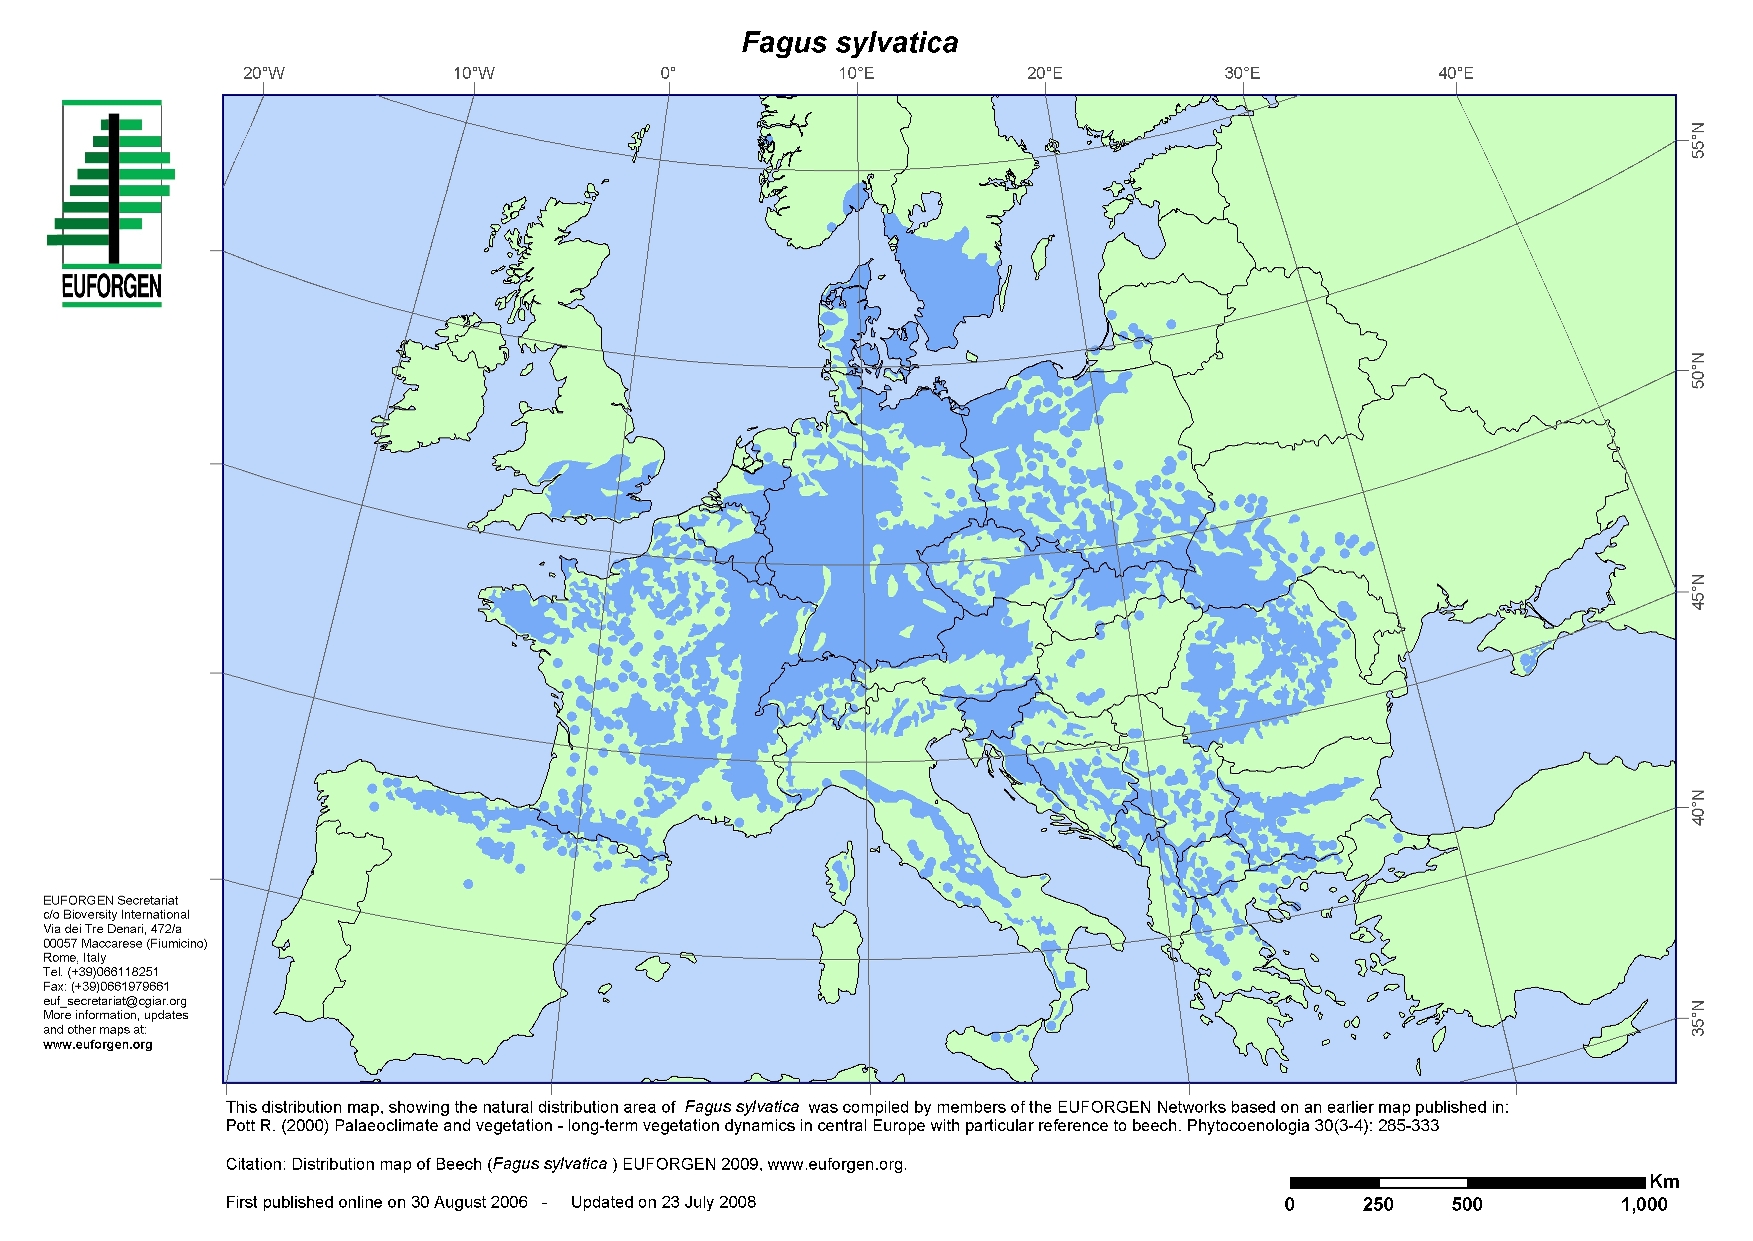 Fagus sylvatica
20°W 10°W 0° 10°E 20°E 30°E 40°E
55°N
50°N
45°N
40°N
35°N
EUFORGEN
EUFORGEN Secretariat
c/o Bioversity International
Via dei Tre Denari, 472/a
00057 Maccarese (Fiumicino)
Rome, Italy
Tel. (+39)066118251
Fax: (+39)0661979661
euf_secretariat@cgiar.org
More information, updates
and other maps at:
www.euforgen.org
This distribution map, showing the natural distribution area of Fagus sylvatica was compiled by members of the EUFORGEN Networks based on an earlier map published in:
Pott R. (2000) Palaeoclimate and vegetation - long-term vegetation dynamics in central Europe with particular reference to beech. Phytocoenologia 30(3-4): 285-333
Citation: Distribution map of Beech (Fagus sylvatica ) EUFORGEN 2009, www.euforgen.org.
First published online on 30 August 2006 - Updated on 23 July 2008
Km
0 250 500 1,000